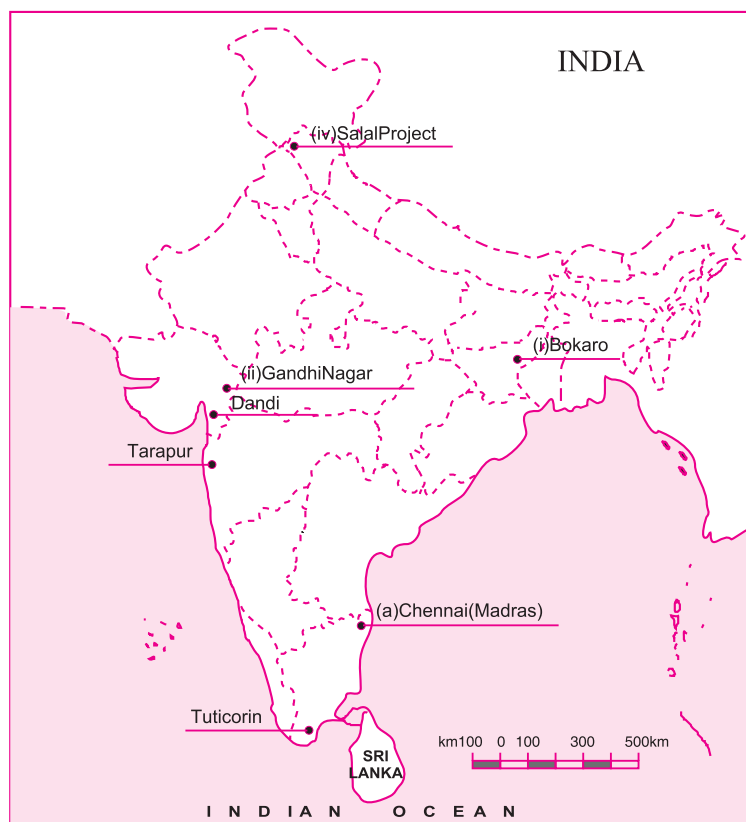 INDIA
(iv)SalalProject
(i)Bokaro
(ii)GandhiNagar
Dandi
Tarapur
(a)Chennai(Madras)
Tuticorin
km100 0 100 300 500km
SRI
LANKA
INDIAN OCEAN